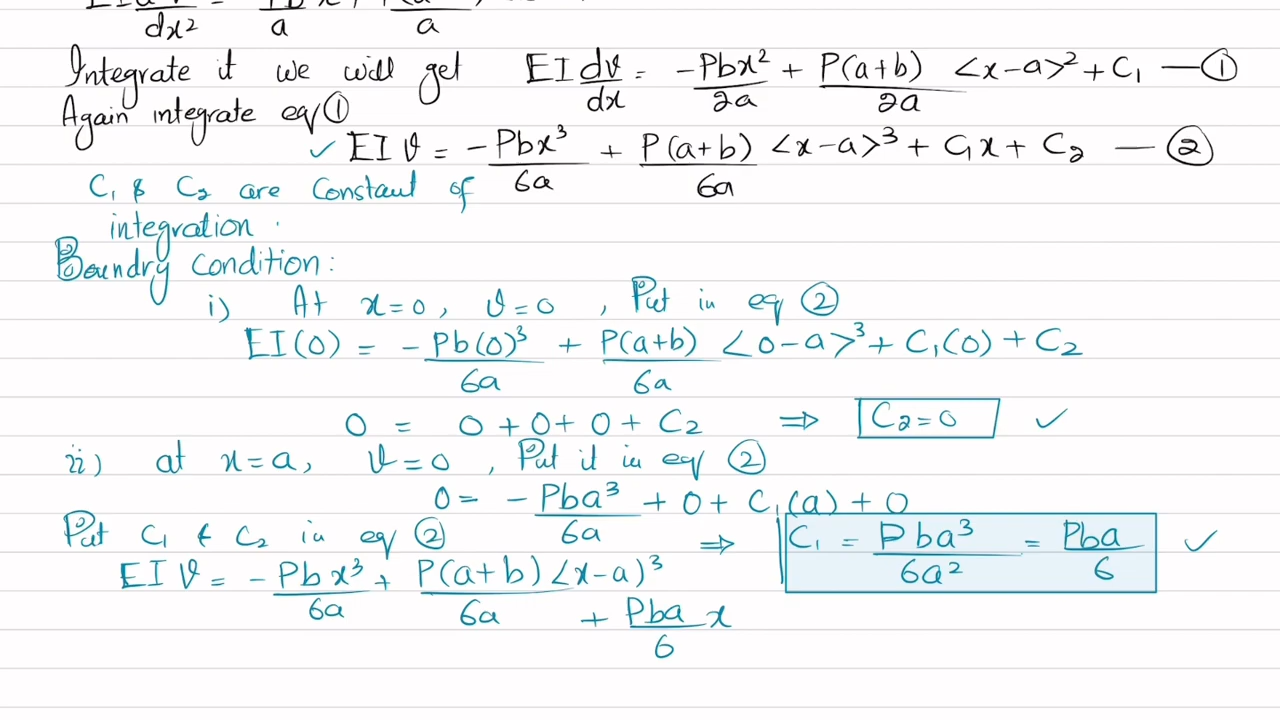 dx² a a
Integrate it we will get EI dϑ/dx = -Pbx²/2a + P(a+b)/2a <x-a>² + C₁ — ①
Again integrate eq ①
✓ EI ϑ = -Pbx³/6a + P(a+b)/6a <x-a>³ + C₁x + C₂ — ②
C₁ & C₂ are Constant of
integration.
Boundry Condition:
i) At x=0, ϑ=0, Put in eq ②
EI(0) = -Pb(0)³/6a + P(a+b)/6a <0-a>³ + C₁(0) + C₂
0 = 0+0+0+C₂ ⇒ C₂=0 ✓
ii) at x=a, ϑ=0, Put it in eq ②
0 = -Pba³/6a + 0 + C₁(a) + 0
Put C₁ & C₂ in eq ② ⇒ C₁ = Pba³/6a² = Pba/6 ✓
EI ϑ = -Pbx³/6a + P(a+b)/6a <x-a)³
+ Pba/6 x